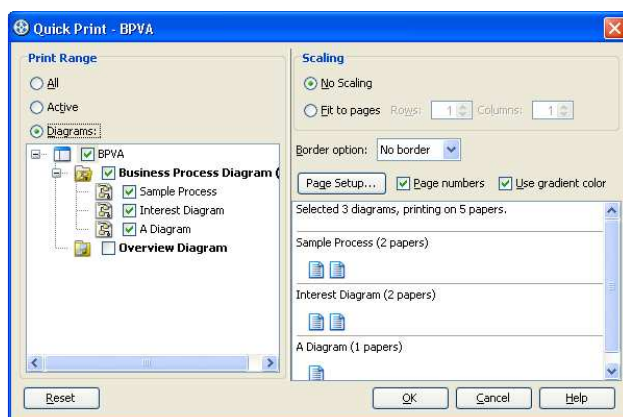 Quick Print - BPVA
Print Range
All
Active
Diagrams:
BPVA
Business Process Diagram (
Sample Process
Interest Diagram
A Diagram
Overview Diagram
Scaling
No Scaling
Fit to pages Rows: 1 Columns: 1
Border option: No border
Page Setup... Page numbers Use gradient color
Selected 3 diagrams, printing on 5 papers.
Sample Process (2 papers)
Interest Diagram (2 papers)
A Diagram (1 papers)
Reset OK Cancel Help